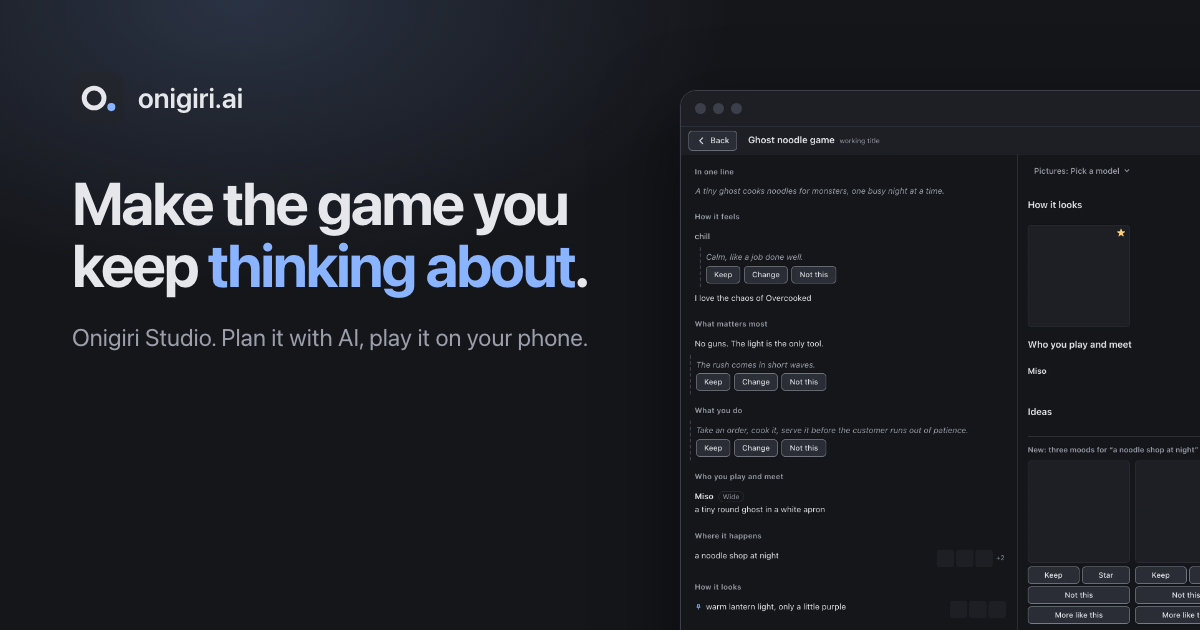 onigiri.ai
Make the game you
keep thinking about.
Onigiri Studio. Plan it with AI, play it on your phone.
Back
Ghost noodle game working title
In one line
A tiny ghost cooks noodles for monsters, one busy night at a time.
How it feels
chill
Calm, like a job done well.
Keep Change Not this
I love the chaos of Overcooked
What matters most
No guns. The light is the only tool.
The rush comes in short waves.
Keep Change Not this
What you do
Take an order, cook it, serve it before the customer runs out of patience.
Keep Change Not this
Who you play and meet
Miso Wide
a tiny round ghost in a white apron
Where it happens
a noodle shop at night +2
How it looks
warm lantern light, only a little purple
Pictures: Pick a model
How it looks
Who you play and meet
Miso
Ideas
New: three moods for "a noodle shop at night"
Keep Star Keep
Not this Not this
More like this More like t